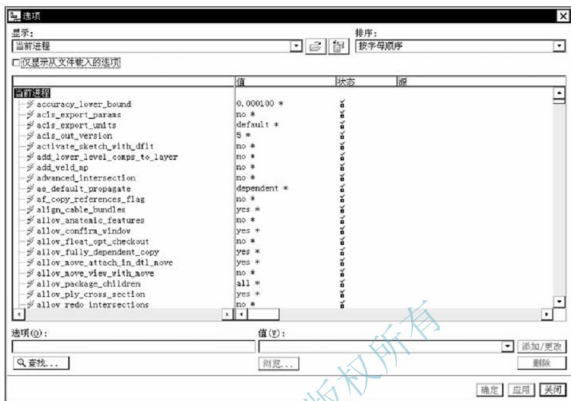 选项
显示:
排序:
当前进程
按字母顺序
仅显示从文件载入的选项
值 状态 源
当前进程
accuracy_lower_bound 0.000100 *
acis_export_params no *
acis_export_units default *
acis_out_version 5 *
activate_sketch_with_dflt no *
add_lower_level_comps_to_layer no *
add_weld_mp no *
advanced_intersection no *
ae_default_propagate dependent *
af_copy_references_flag no *
align_cable_bundles yes *
allow_anatomic_features no *
allow_confirm_window yes *
allow_float_opt_checkout no *
allow_fully_dependent_copy yes *
allow_move_attach_in_dtl_move yes *
allow_move_view_with_move no *
allow_package_children all *
allow_ply_cross_section yes *
allow_redo_intersections no *
选项(O):
值(V):
添加/更改
查找...
浏览...
删除
确定 应用 关闭
版权所有